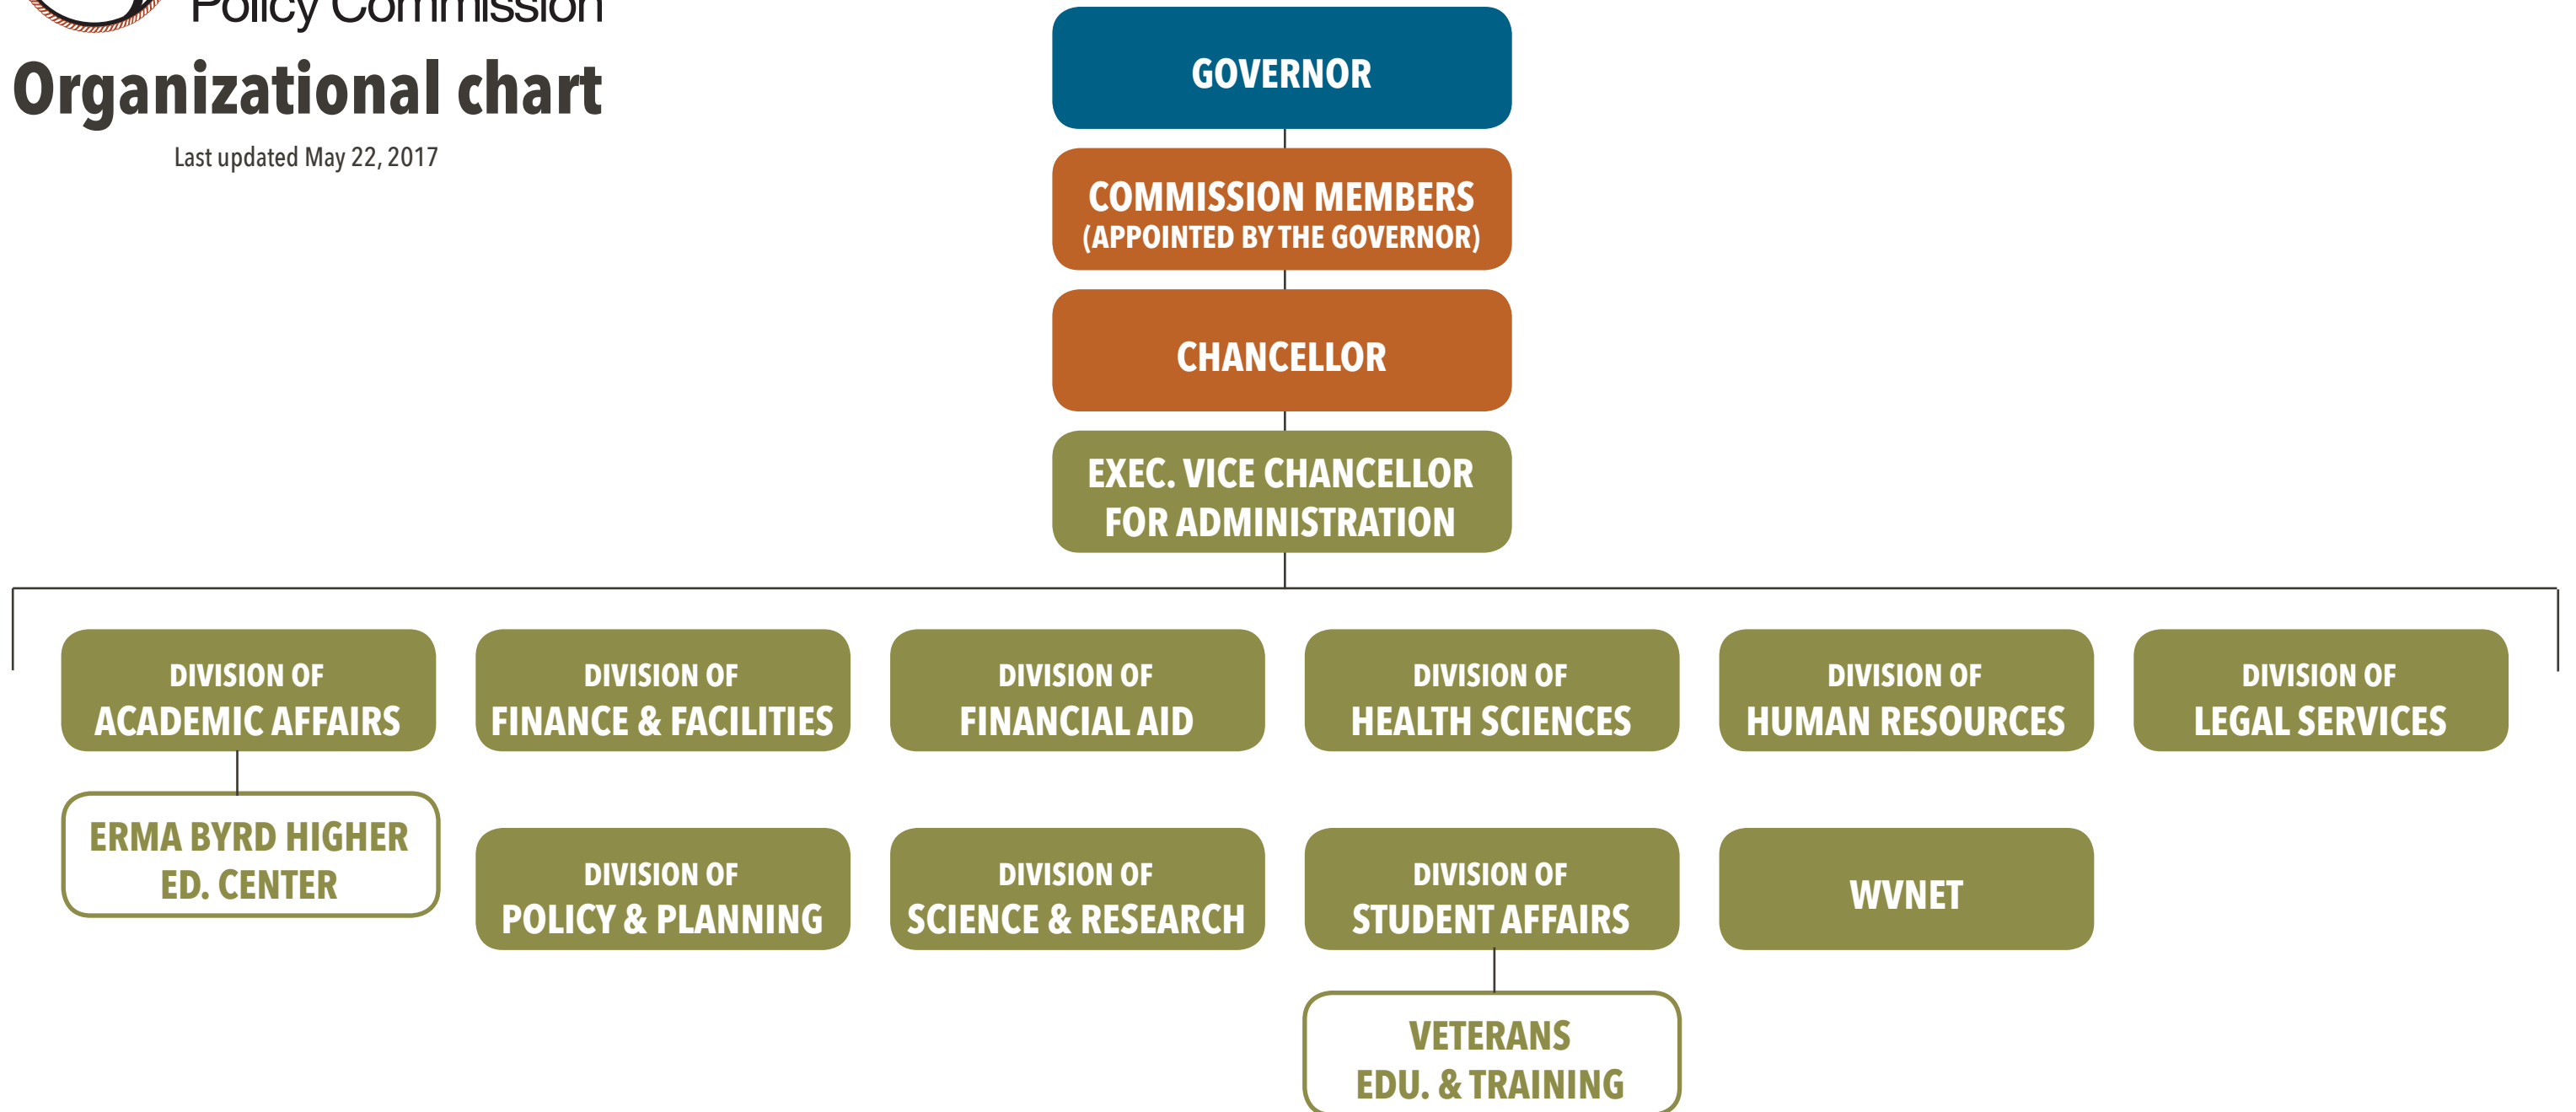 Policy Commission
Organizational chart
Last updated May 22, 2017
GOVERNOR
COMMISSION MEMBERS
(APPOINTED BY THE GOVERNOR)
CHANCELLOR
EXEC. VICE CHANCELLOR
FOR ADMINISTRATION
DIVISION OF
ACADEMIC AFFAIRS
DIVISION OF
FINANCE & FACILITIES
DIVISION OF
FINANCIAL AID
DIVISION OF
HEALTH SCIENCES
DIVISION OF
HUMAN RESOURCES
DIVISION OF
LEGAL SERVICES
ERMA BYRD HIGHER
ED. CENTER
DIVISION OF
POLICY & PLANNING
DIVISION OF
SCIENCE & RESEARCH
DIVISION OF
STUDENT AFFAIRS
WVNET
VETERANS
EDU. & TRAINING